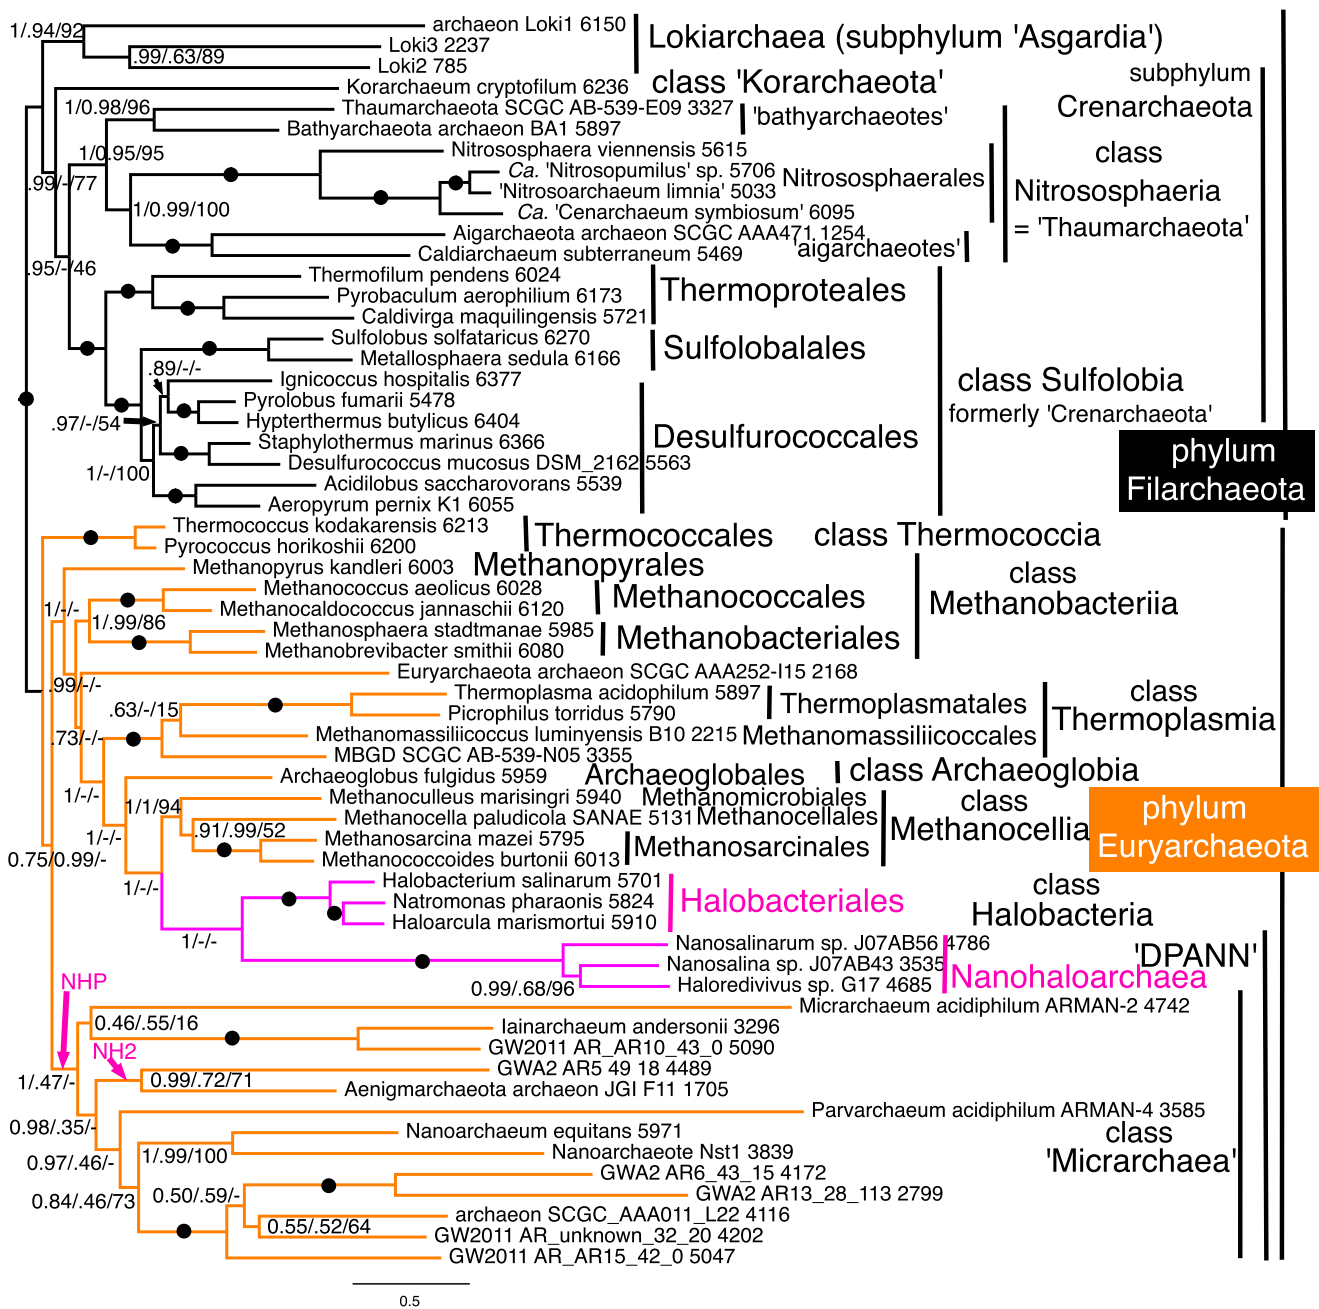 1/.94/92
archaeon Loki1 6150
Loki3 2237
.99/.63/89
Loki2 785
Lokiarchaea (subphylum 'Asgardia')
Korarchaeum cryptofilum 6236
class 'Korarchaeota'
subphylum
Crenarchaeota
1/0.98/96
Thaumarchaeota SCGC AB-539-E09 3327
Bathyarchaeota archaeon BA1 5897
'bathyarchaeotes'
1/0.95/95
Nitrososphaera viennensis 5615
Ca. 'Nitrosopumilus' sp. 5706
'Nitrosoarchaeum limnia' 5033
Ca. 'Cenarchaeum symbiosum' 6095
Nitrososphaerales
class
Nitrososphaeria
= 'Thaumarchaeota'
.99/-/77
1/0.99/100
Aigarchaeota archaeon SCGC AAA471 1254
Caldiarchaeum subterraneum 5469
'aigarchaeotes'
.95/-/46
Thermofilum pendens 6024
Pyrobaculum aerophilium 6173
Caldivirga maquilingensis 5721
Thermoproteales
Sulfolobus solfataricus 6270
Metallosphaera sedula 6166
Sulfolobalales
.89/-/-
Ignicoccus hospitalis 6377
Pyrolobus fumarii 5478
Hypterthermus butylicus 6404
.97/-/54
Staphylothermus marinus 6366
Desulfurococcus mucosus DSM_2162 5563
1/-/100
Acidilobus saccharovorans 5539
Aeropyrum pernix K1 6055
Desulfurococcales
class Sulfolobia
formerly 'Crenarchaeota'
phylum
Filarchaeota
Thermococcus kodakarensis 6213
Pyrococcus horikoshii 6200
Thermococcales
class Thermococcia
Methanopyrus kandleri 6003
Methanopyrales
Methanococcus aeolicus 6028
Methanocaldococcus jannaschii 6120
Methanococcales
class
Methanobacteriia
1/-/-
1/.99/86
Methanosphaera stadtmanae 5985
Methanobrevibacter smithii 6080
Methanobacteriales
Euryarchaeota archaeon SCGC AAA252-I15 2168
.99/-/-
Thermoplasma acidophilum 5897
Picrophilus torridus 5790
Thermoplasmatales
.63/-/15
Methanomassiliicoccus luminyensis B10 2215
Methanomassiliicoccales
class
Thermoplasmia
.73/-/-
MBGD SCGC AB-539-N05 3355
Archaeoglobus fulgidus 5959
Archaeoglobales
class Archaeoglobia
1/-/-
1/1/94
Methanoculleus marisingri 5940
Methanomicrobiales
Methanocella paludicola SANAE 5131
Methanocellales
.91/.99/52
Methanosarcina mazei 5795
Methanococcoides burtonii 6013
Methanosarcinales
class
Methanocellia
phylum
Euryarchaeota
1/-/-
0.75/0.99/-
1/-/-
Halobacterium salinarum 5701
Natromonas pharaonis 5824
Haloarcula marismortui 5910
Halobacteriales
class
Halobacteria
1/-/-
Nanosalinarum sp. J07AB56 4786
Nanosalina sp. J07AB43 3535
Haloredivivus sp. G17 4685
0.99/.68/96
Nanohaloarchaea
'DPANN'
NHP
Micrarchaeum acidiphilum ARMAN-2 4742
0.46/.55/16
Iainarchaeum andersonii 3296
GW2011 AR_AR10_43_0 5090
NH2
GWA2 AR5 49 18 4489
0.99/.72/71
Aenigmarchaeota archaeon JGI F11 1705
1/.47/-
Parvarchaeum acidiphilum ARMAN-4 3585
0.98/.35/-
Nanoarchaeum equitans 5971
Nanoarchaeote Nst1 3839
1/.99/100
class
'Micrarchaea'
0.97/.46/-
GWA2 AR6_43_15 4172
GWA2 AR13_28_113 2799
0.84/.46/73
0.50/.59/-
archaeon SCGC_AAA011_L22 4116
0.55/.52/64
GW2011 AR_unknown_32_20 4202
GW2011 AR_AR15_42_0 5047
0.5